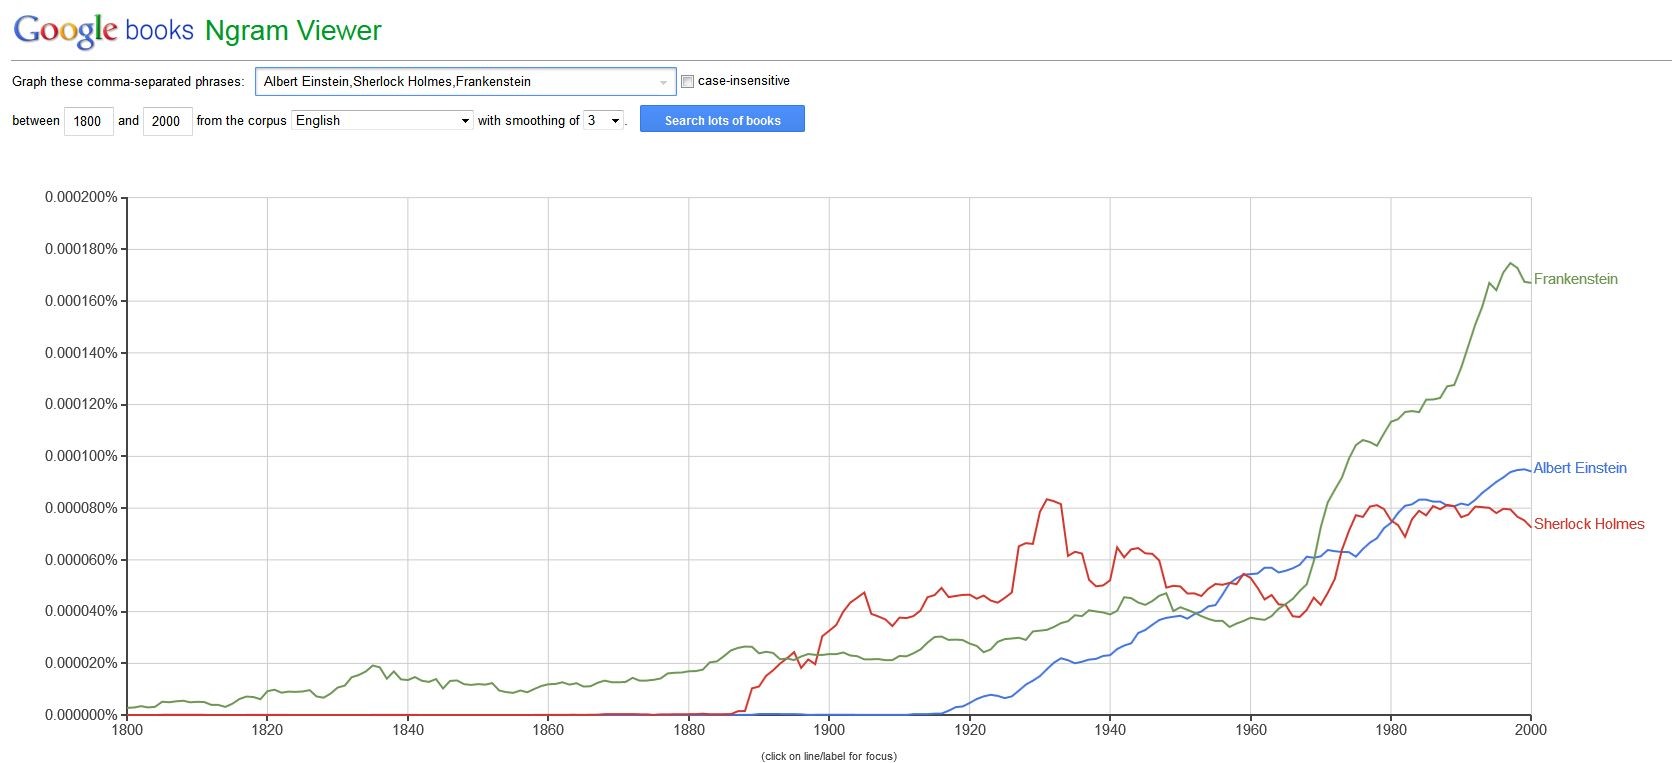 Google books Ngram Viewer
Graph these comma-separated phrases: Albert Einstein,Sherlock Holmes,Frankenstein case-insensitive
between 1800 and 2000 from the corpus English with smoothing of 3 . Search lots of books
0.000200%
0.000180%
0.000160%
0.000140%
0.000120%
0.000100%
0.000080%
0.000060%
0.000040%
0.000020%
0.000000%
Frankenstein
Albert Einstein
Sherlock Holmes
1800 1820 1840 1860 1880 1900 1920 1940 1960 1980 2000
(click on line/label for focus)